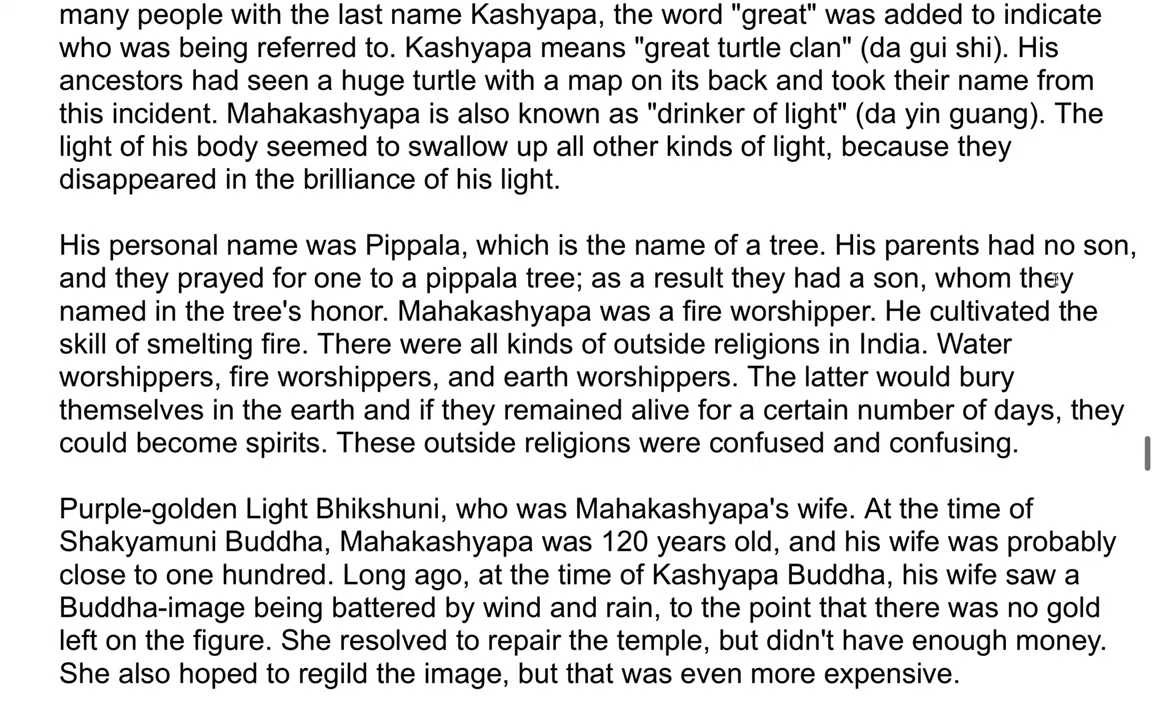 many people with the last name Kashyapa, the word "great" was added to indicate
who was being referred to. Kashyapa means "great turtle clan" (da gui shi). His
ancestors had seen a huge turtle with a map on its back and took their name from
this incident. Mahakashyapa is also known as "drinker of light" (da yin guang). The
light of his body seemed to swallow up all other kinds of light, because they
disappeared in the brilliance of his light.
His personal name was Pippala, which is the name of a tree. His parents had no son,
and they prayed for one to a pippala tree; as a result they had a son, whom they
named in the tree's honor. Mahakashyapa was a fire worshipper. He cultivated the
skill of smelting fire. There were all kinds of outside religions in India. Water
worshippers, fire worshippers, and earth worshippers. The latter would bury
themselves in the earth and if they remained alive for a certain number of days, they
could become spirits. These outside religions were confused and confusing.
Purple-golden Light Bhikshuni, who was Mahakashyapa's wife. At the time of
Shakyamuni Buddha, Mahakashyapa was 120 years old, and his wife was probably
close to one hundred. Long ago, at the time of Kashyapa Buddha, his wife saw a
Buddha-image being battered by wind and rain, to the point that there was no gold
left on the figure. She resolved to repair the temple, but didn't have enough money.
She also hoped to regild the image, but that was even more expensive.